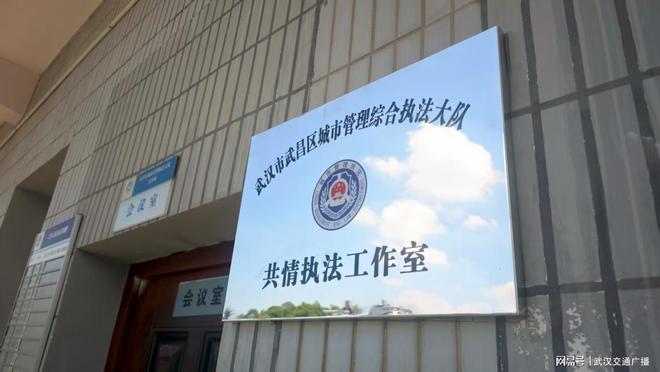 武汉市武昌区城市管理综合执法大队
共情执法工作室
会议室
会议室
网易号 | 武汉交通广播